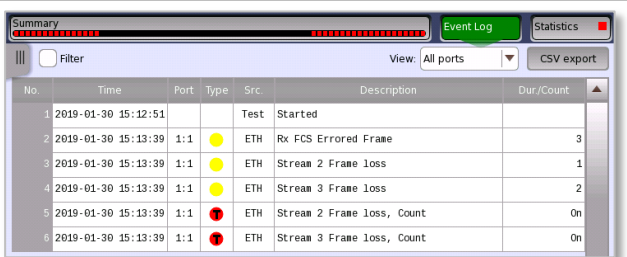 Summary Event Log Statistics
Filter View: All ports CSV export
No. Time Port Type Src. Description Dur./Count
1 2019-01-30 15:12:51 Test Started
2 2019-01-30 15:13:39 1:1 ETH Rx FCS Errored Frame 3
3 2019-01-30 15:13:39 1:1 ETH Stream 2 Frame loss 1
4 2019-01-30 15:13:39 1:1 ETH Stream 3 Frame loss 2
5 2019-01-30 15:13:39 1:1 T ETH Stream 2 Frame loss, Count On
6 2019-01-30 15:13:39 1:1 T ETH Stream 3 Frame loss, Count On